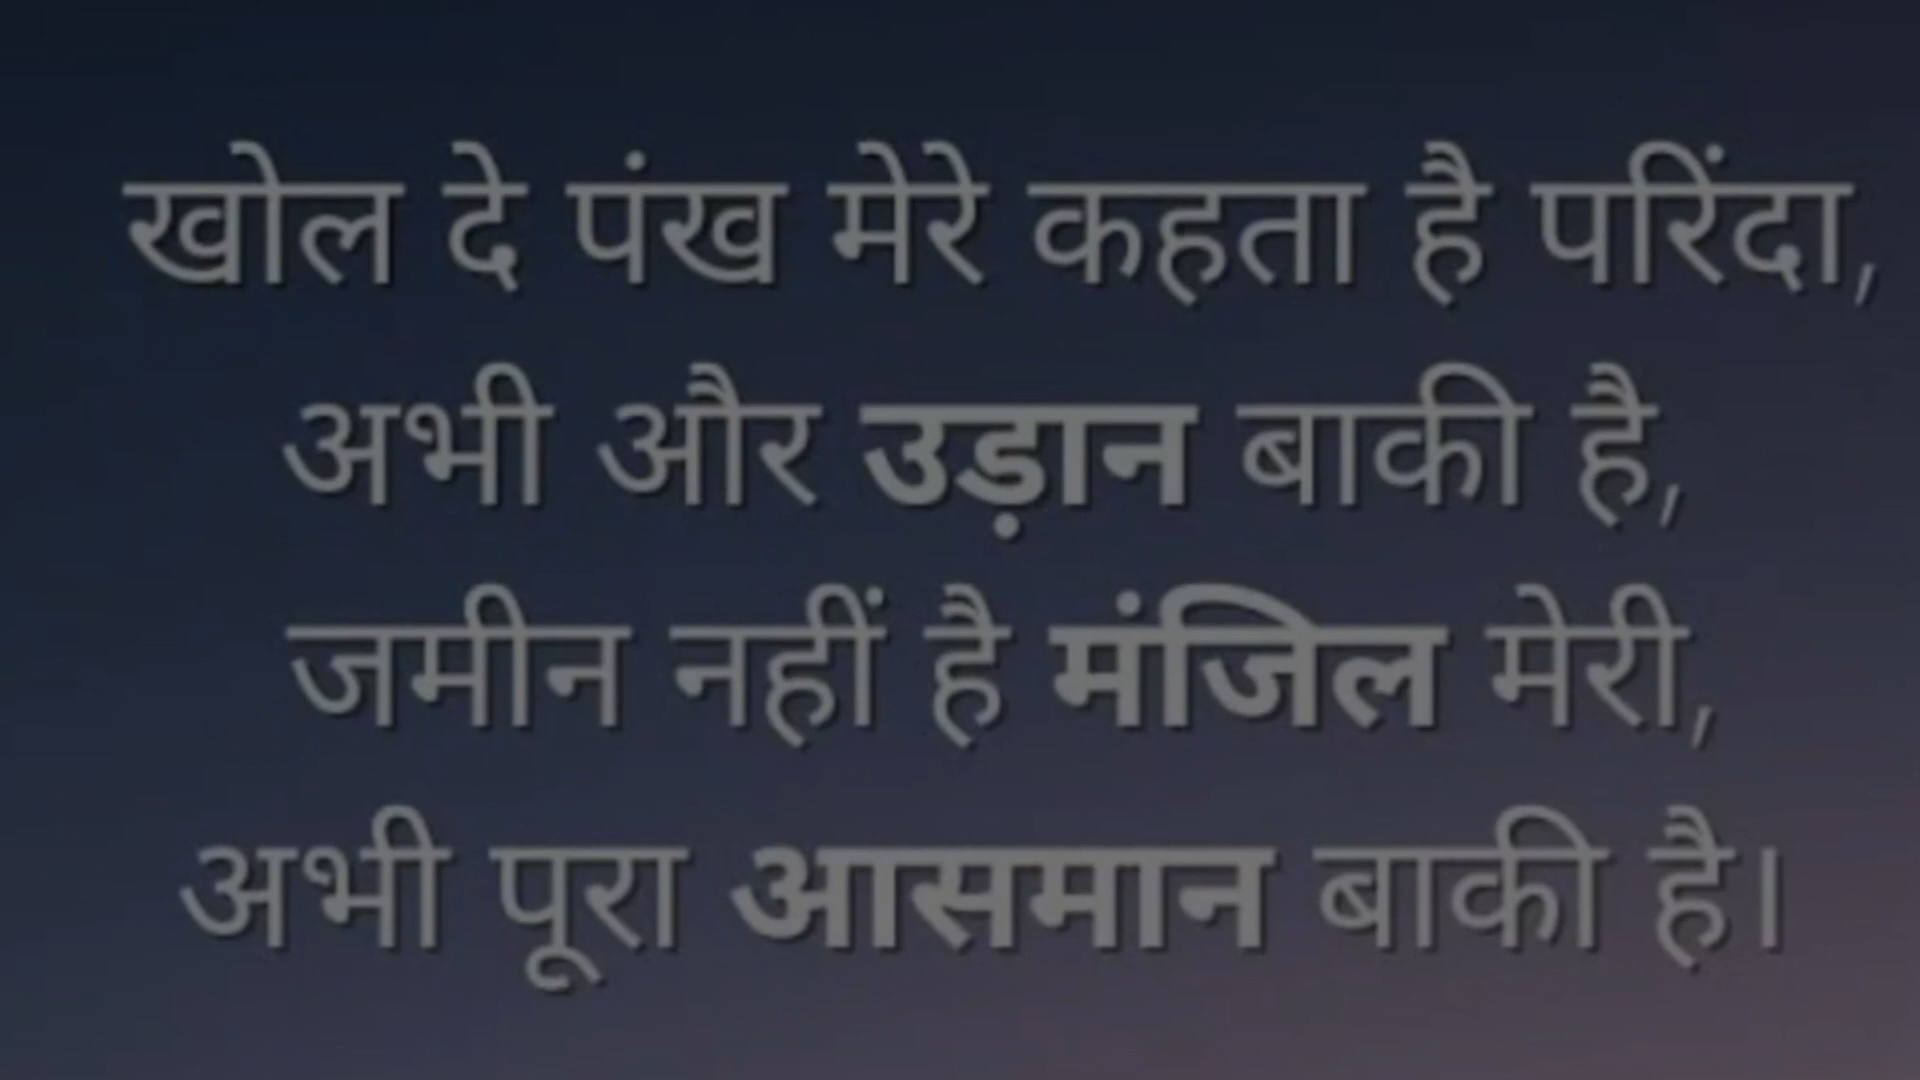 खोल दे पंख मेरे कहता है परिंदा,
अभी और उड़ान बाकी है,
जमीन नहीं है मंजिल मेरी,
अभी पूरा आसमान बाकी है।